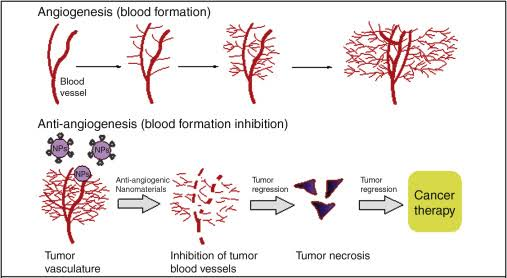 Angiogenesis (blood formation)
Blood
vessel
Anti-angiogenesis (blood formation inhibition)
NPs
NPs
NPs
Anti-angiogenic
Nanomaterials
Tumor
regression
Tumor
regression
Cancer
therapy
Tumor
vasculature
Inhibition of tumor
blood vessels
Tumor necrosis